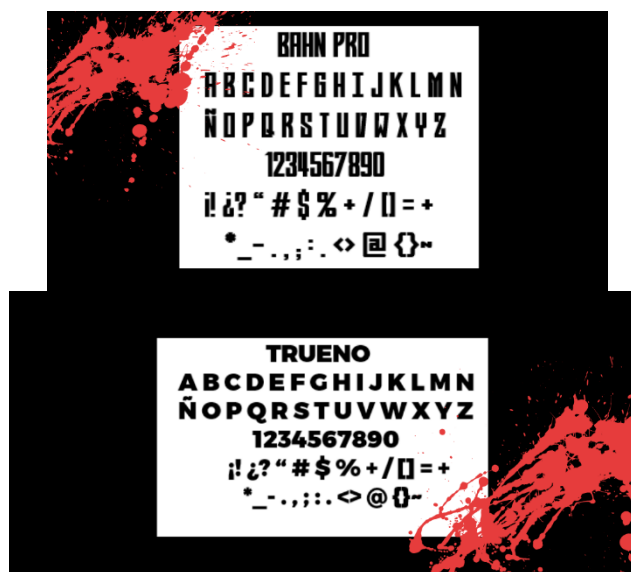 BAHN PRO
ABCDEFGHIJKLMN
ÑOPQRSTUVWXYZ
1234567890
¡! ¿? “ # $ % + / [] = +
*_-.,;:.<>@{}~
TRUENO
ABCDEFGHIJKLMN
ÑOPQRSTUVWXYZ
1234567890
¡! ¿? “ # $ % + / [] = +
*_-.,;:.<>@{}~